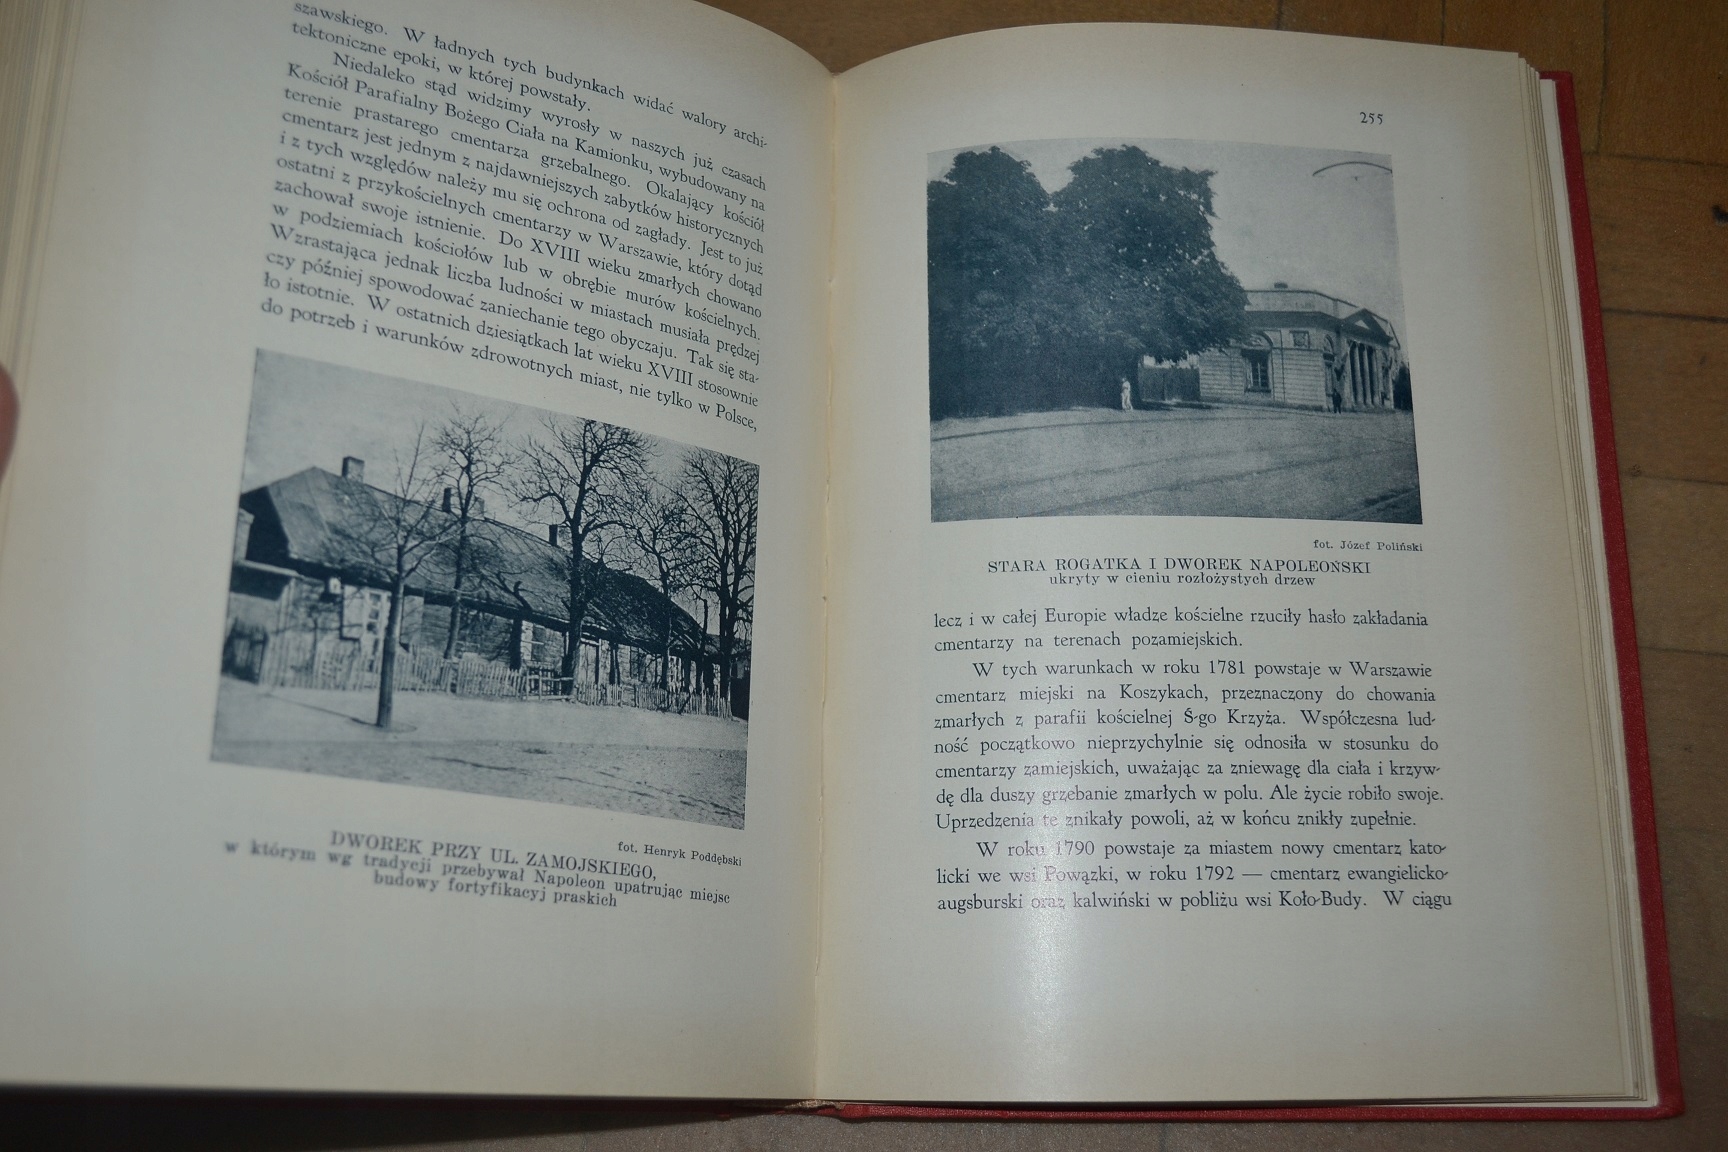 szawskiego. W ładnych tych budynkach widać walory archi-
tektoniczne epoki, w której powstały.
Niedaleko stąd widzimy wyrosły w naszych już czasach
Kościół Parafialny Bożego Ciała na Kamionku, wybudowany na
terenie prastarego cmentarza grzebalnego. Okalający kościół
cmentarz jest jednym z najdawniejszych zabytków historycznych
i z tych względów należy mu się ochrona od zagłady. Jest to już
ostatni z przykościelnych cmentarzy w Warszawie, który dotąd
zachował swoje istnienie. Do XVIII wieku zmarłych chowano
w podziemiach kościołów lub w obrębie murów kościelnych.
Wzrastająca jednak liczba ludności w miastach musiała prędzej
czy później spowodować zaniechanie tego obyczaju. Tak się sta-
ło istotnie. W ostatnich dziesiątkach lat wieku XVIII stosownie
do potrzeb i warunków zdrowotnych miast, nie tylko w Polsce,
fot. Henryk Poddębski
DWOREK PRZY UL. ZAMOJSKIEGO,
w którym wg tradycji przebywał Napoleon upatrując miejsc
budowy fortyfikacyj praskich
255
fot. Józef Poliński
STARA ROGATKA I DWOREK NAPOLEOŃSKI
ukryty w cieniu rozłożystych drzew
lecz i w całej Europie władze kościelne rzuciły hasło zakładania
cmentarzy na terenach pozamiejskich.
W tych warunkach w roku 1781 powstaje w Warszawie
cmentarz miejski na Koszykach, przeznaczony do chowania
zmarłych z parafii kościelnej Ś-go Krzyża. Współczesna lud-
ność początkowo nieprzychylnie się odnosiła w stosunku do
cmentarzy zamiejskich, uważając za zniewagę dla ciała i krzyw-
dę dla duszy grzebanie zmarłych w polu. Ale życie robiło swoje.
Uprzedzenia te znikały powoli, aż w końcu znikły zupełnie.
W roku 1790 powstaje za miastem nowy cmentarz kato-
licki we wsi Powązki, w roku 1792 — cmentarz ewangielicko-
augsburski oraz kalwiński w pobliżu wsi Koło-Budy. W ciągu